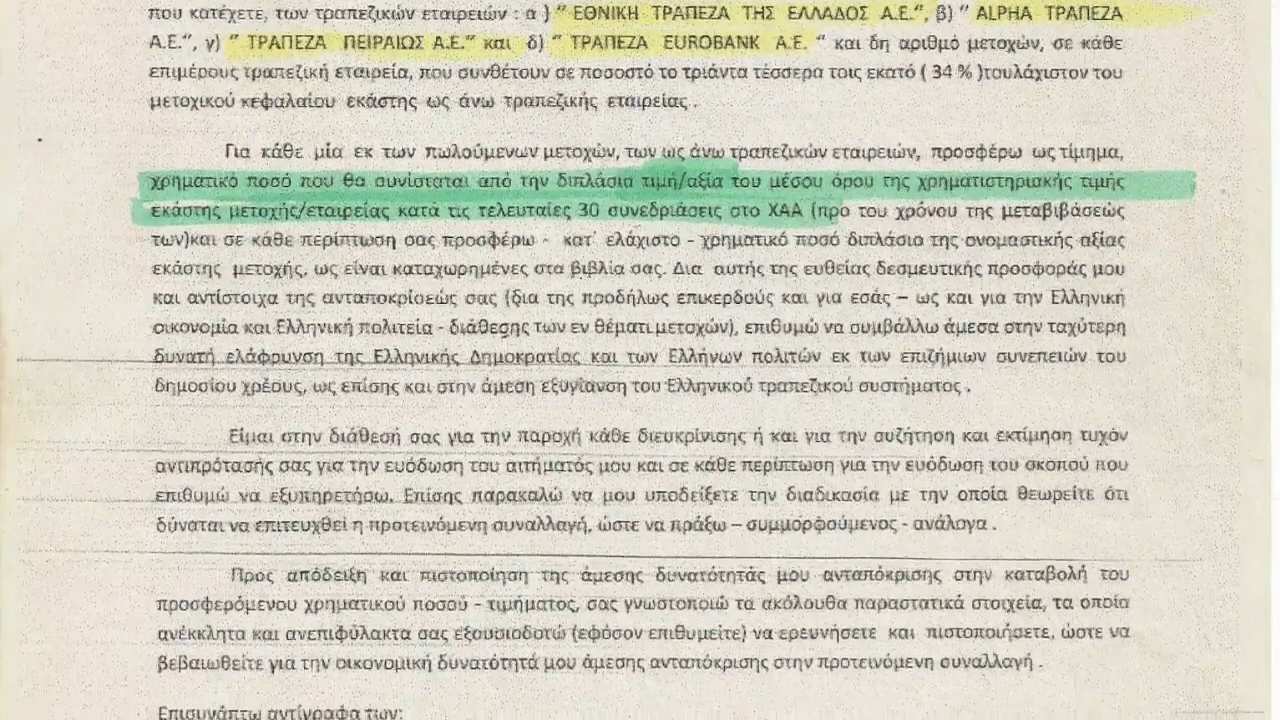 που κατέχετε, των τραπεζικών εταιρειών : α ) " ΕΘΝΙΚΗ ΤΡΑΠΕΖΑ ΤΗΣ ΕΛΛΑΔΟΣ Α.Ε.", β) " ALPHA ΤΡΑΠΕΖΑ
Α.Ε.", γ) " ΤΡΑΠΕΖΑ ΠΕΙΡΑΙΩΣ Α.Ε." και δ) " ΤΡΑΠΕΖΑ EUROBANK Α.Ε. " και δη αριθμό μετοχών, σε κάθε
επιμέρους τραπεζική εταιρεία, που συνθέτουν σε ποσοστό το τριάντα τέσσερα τοις εκατό ( 34 % )τουλάχιστον του
μετοχικού κεφαλαίου εκάστης ως άνω τραπεζικής εταιρείας .
Για κάθε μία εκ των πωλούμενων μετοχών, των ως άνω τραπεζικών εταιρειών, προσφέρω ως τίμημα,
χρηματικό ποσό που θα συνίσταται από την διπλάσια τιμή/αξία του μέσου όρου της χρηματιστηριακής τιμής
εκάστης μετοχής/εταιρείας κατά τις τελευταίες 30 συνεδριάσεις στο ΧΑΑ (προ του χρόνου της μεταβιβάσεώς
των)και σε κάθε περίπτωση σας προσφέρω - κατ' ελάχιστο - χρηματικό ποσό διπλάσιο της ονομαστικής αξίας
εκάστης μετοχής, ως είναι καταχωρημένες στα βιβλία σας. Δια αυτής της ευθείας δεσμευτικής προσφοράς μου
και αντίστοιχα της ανταποκρίσεώς σας (δια της προδήλως επικερδούς και για εσάς – ως και για την Ελληνική
οικονομία και Ελληνική πολιτεία - διάθεσης των εν θέματι μετοχών), επιθυμώ να συμβάλλω άμεσα στην ταχύτερη
δυνατή ελάφρυνση της Ελληνικής Δημοκρατίας και των Ελλήνων πολιτών εκ των επιζήμιων συνεπειών του
δημοσίου χρέους, ως επίσης και στην άμεση εξυγίανση του Ελληνικού τραπεζικού συστήματος .
Είμαι στην διάθεσή σας για την παροχή κάθε διευκρίνισης ή και για την συζήτηση και εκτίμηση τυχόν
αντιπρότασής σας για την ευόδωση του αιτήματός μου και σε κάθε περίπτωση για την ευόδωση του σκοπού που
επιθυμώ να εξυπηρετήσω. Επίσης παρακαλώ να μου υποδείξετε την διαδικασία με την οποία θεωρείτε ότι
δύναται να επιτευχθεί η προτεινόμενη συναλλαγή, ώστε να πράξω – συμμορφούμενος - ανάλογα .
Προς απόδειξη και πιστοποίηση της άμεσης δυνατότητάς μου ανταπόκρισης στην καταβολή του
προσφερόμενου χρηματικού ποσού - τιμήματος, σας γνωστοποιώ τα ακόλουθα παραστατικά στοιχεία, τα οποία
ανέκκλητα και ανεπιφύλακτα σας εξουσιοδοτώ (εφόσον επιθυμείτε) να ερευνήσετε και πιστοποιήσετε, ώστε να
βεβαιωθείτε για την οικονομική δυνατότητά μου άμεσης ανταπόκρισης στην προτεινόμενη συναλλαγή .
Επισυνάπτω αντίγραφα των: